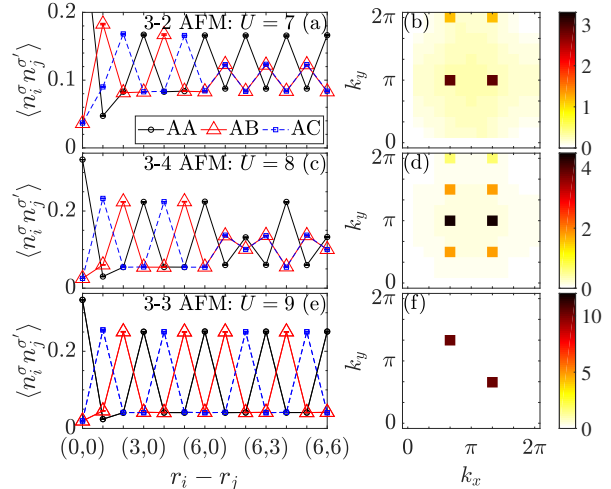 3-2 AFM: U = 7 (a)
0.2
0.1
0
⟨n_i^σ n_j^σ'⟩
AA AB AC
(b)
2π
π
0
k_y
3
2
1
0
3-4 AFM: U = 8 (c)
0.2
0
⟨n_i^σ n_j^σ'⟩
(d)
2π
π
0
k_y
4
3
2
1
0
3-3 AFM: U = 9 (e)
0.2
0
⟨n_i^σ n_j^σ'⟩
(0,0) (3,0) (6,0) (6,3) (6,6)
r_i − r_j
(f)
2π
π
0
k_y
0 π 2π
k_x
10
5
0